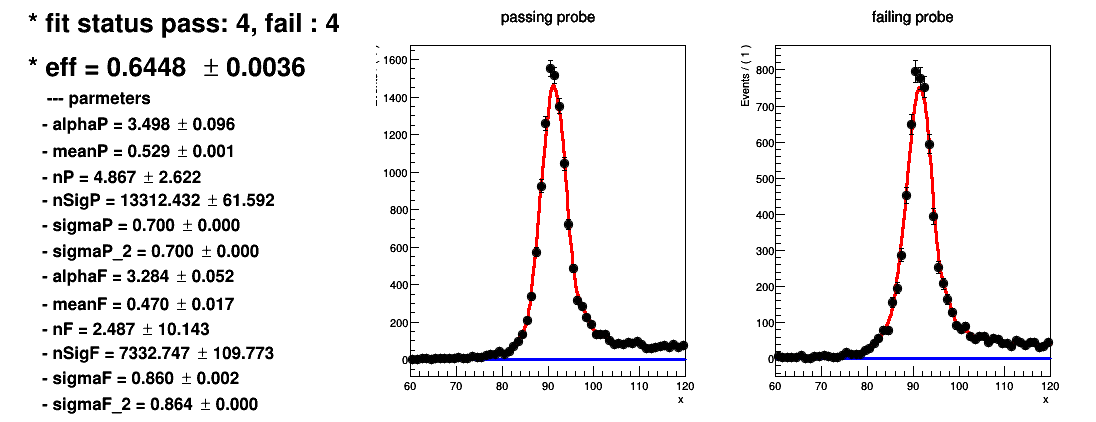 * fit status pass: 4, fail : 4
* eff = 0.6448 ± 0.0036
--- parmeters
- alphaP = 3.498 ± 0.096
- meanP = 0.529 ± 0.001
- nP = 4.867 ± 2.622
- nSigP = 13312.432 ± 61.592
- sigmaP = 0.700 ± 0.000
- sigmaP_2 = 0.700 ± 0.000
- alphaF = 3.284 ± 0.052
- meanF = 0.470 ± 0.017
- nF = 2.487 ± 10.143
- nSigF = 7332.747 ± 109.773
- sigmaF = 0.860 ± 0.002
- sigmaF_2 = 0.864 ± 0.000
passing probe
1600
1400
1200
1000
800
600
400
200
0
60 70 80 90 100 110 120
x
failing probe
Events / ( 1 )
800
700
600
500
400
300
200
100
0
60 70 80 90 100 110 120
x